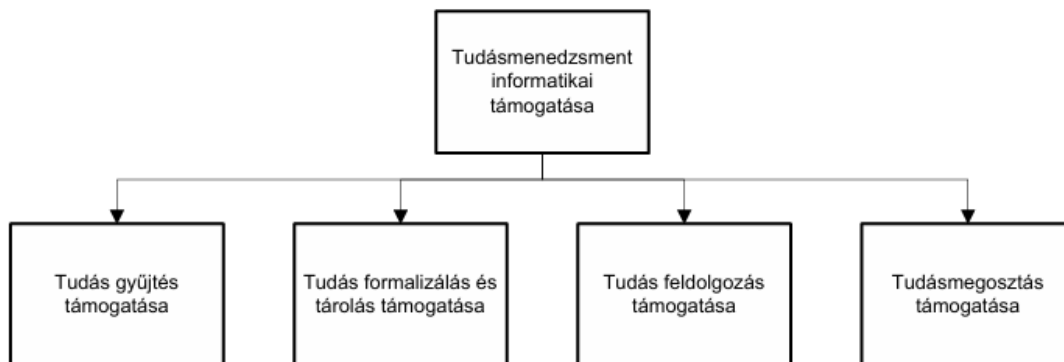 Tudásmenedzsment
informatikai
támogatása
Tudás gyűjtés
támogatása
Tudás formalizálás és
tárolás támogatása
Tudás feldolgozás
támogatása
Tudásmegosztás
támogatása